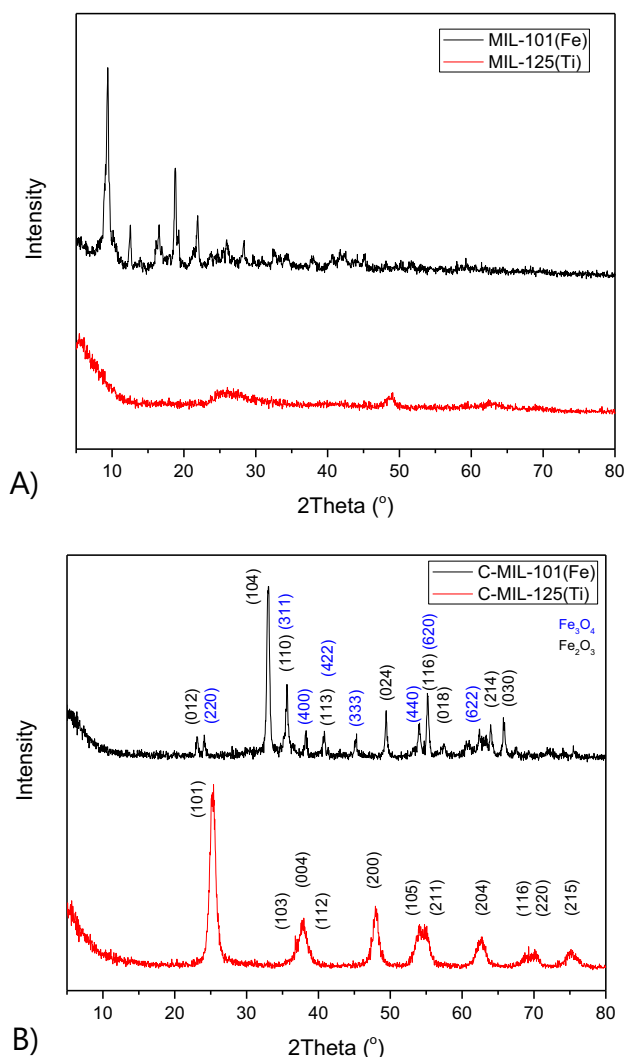 MIL-101(Fe)
MIL-125(Ti)
Intensity
10 20 30 40 50 60 70 80
2Theta (°)
A)
C-MIL-101(Fe)
C-MIL-125(Ti)
Fe₃O₄
Fe₂O₃
(012)
(220)
(104)
(110)
(311)
(400)
(113)
(422)
(333)
(024)
(440)
(116)
(620)
(018)
(622)
(214)
(030)
Intensity
(101)
(103)
(004)
(112)
(200)
(105)
(211)
(204)
(116)
(220)
(215)
10 20 30 40 50 60 70 80
2Theta (°)
B)